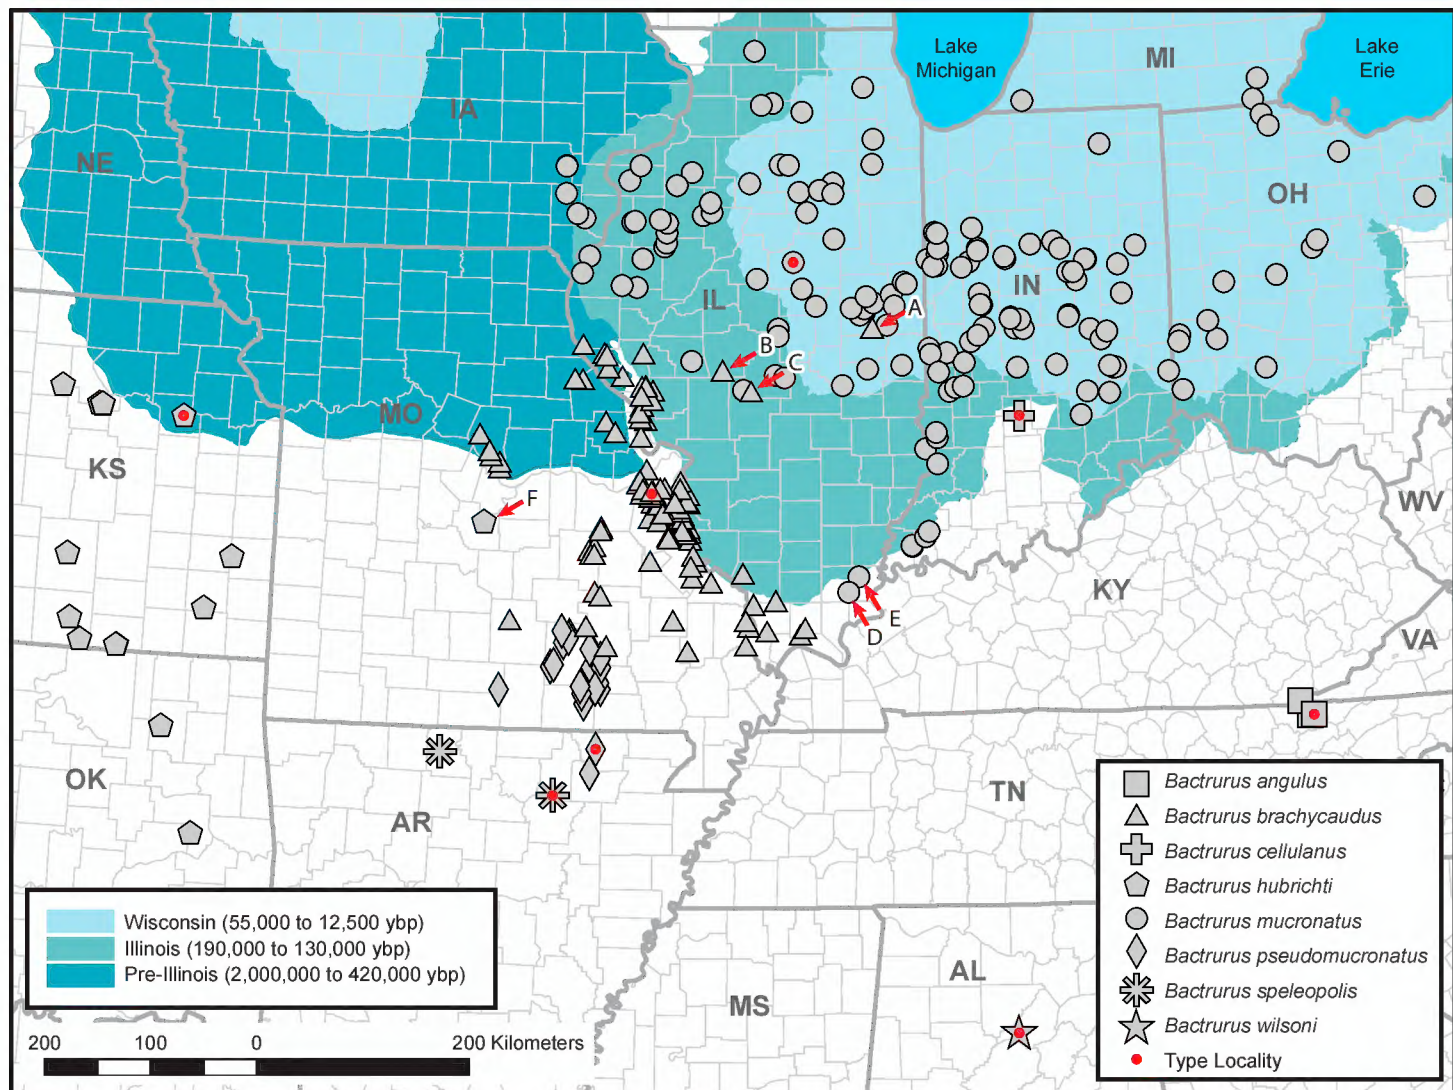 Lake
Michigan
Lake
Erie
MI
IA
NE
OH
IN
IL
A
B
C
MO
KS
F
WV
E
D
KY
VA
OK
AR
TN
AL
MS
Bactrurus angulus
Bactrurus brachycaudus
Bactrurus cellulanus
Bactrurus hubrichti
Bactrurus mucronatus
Bactrurus pseudomucronatus
Bactrurus speleopolis
Bactrurus wilsoni
Type Locality
Wisconsin (55,000 to 12,500 ybp)
Illinois (190,000 to 130,000 ybp)
Pre-Illinois (2,000,000 to 420,000 ybp)
200 100 0 200 Kilometers